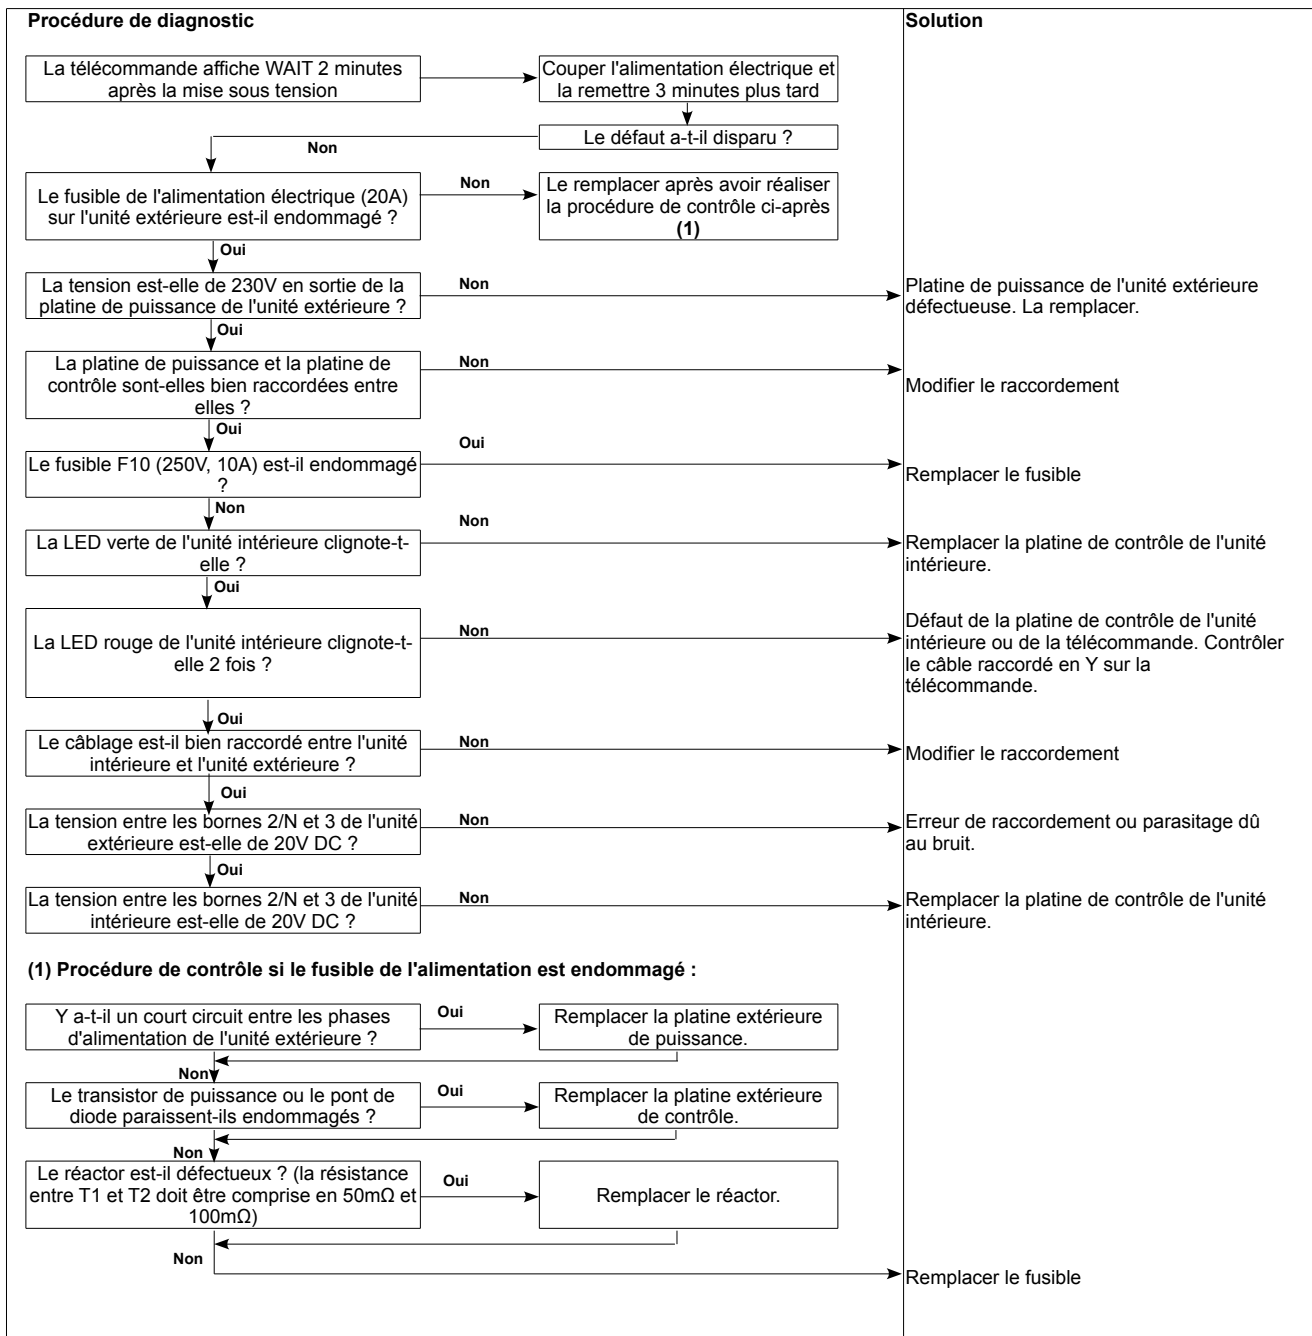 Procédure de diagnostic
Solution
La télécommande affiche WAIT 2 minutes
après la mise sous tension
Couper l'alimentation électrique et
la remettre 3 minutes plus tard
Le défaut a-t-il disparu ?
Non
Le fusible de l'alimentation électrique (20A)
sur l'unité extérieure est-il endommagé ?
Non
Le remplacer après avoir réaliser
la procédure de contrôle ci-après
(1)
Oui
La tension est-elle de 230V en sortie de la
platine de puissance de l'unité extérieure ?
Non
Platine de puissance de l'unité extérieure
défectueuse. La remplacer.
Oui
La platine de puissance et la platine de
contrôle sont-elles bien raccordées entre
elles ?
Non
Modifier le raccordement
Oui
Le fusible F10 (250V, 10A) est-il endommagé
?
Oui
Remplacer le fusible
Non
La LED verte de l'unité intérieure clignote-t-
elle ?
Non
Remplacer la platine de contrôle de l'unité
intérieure.
Oui
La LED rouge de l'unité intérieure clignote-t-
elle 2 fois ?
Non
Défaut de la platine de contrôle de l'unité
intérieure ou de la télécommande. Contrôler
le câble raccordé en Y sur la
télécommande.
Oui
Le câblage est-il bien raccordé entre l'unité
intérieure et l'unité extérieure ?
Non
Modifier le raccordement
Oui
La tension entre les bornes 2/N et 3 de l'unité
extérieure est-elle de 20V DC ?
Non
Erreur de raccordement ou parasitage dû
au bruit.
Oui
La tension entre les bornes 2/N et 3 de l'unité
intérieure est-elle de 20V DC ?
Non
Remplacer la platine de contrôle de l'unité
intérieure.
(1) Procédure de contrôle si le fusible de l'alimentation est endommagé :
Y a-t-il un court circuit entre les phases
d'alimentation de l'unité extérieure ?
Oui
Remplacer la platine extérieure
de puissance.
Non
Le transistor de puissance ou le pont de
diode paraissent-ils endommagés ?
Oui
Remplacer la platine extérieure
de contrôle.
Non
Le réactor est-il défectueux ? (la résistance
entre T1 et T2 doit être comprise en 50mΩ et
100mΩ)
Oui
Remplacer le réactor.
Non
Remplacer le fusible